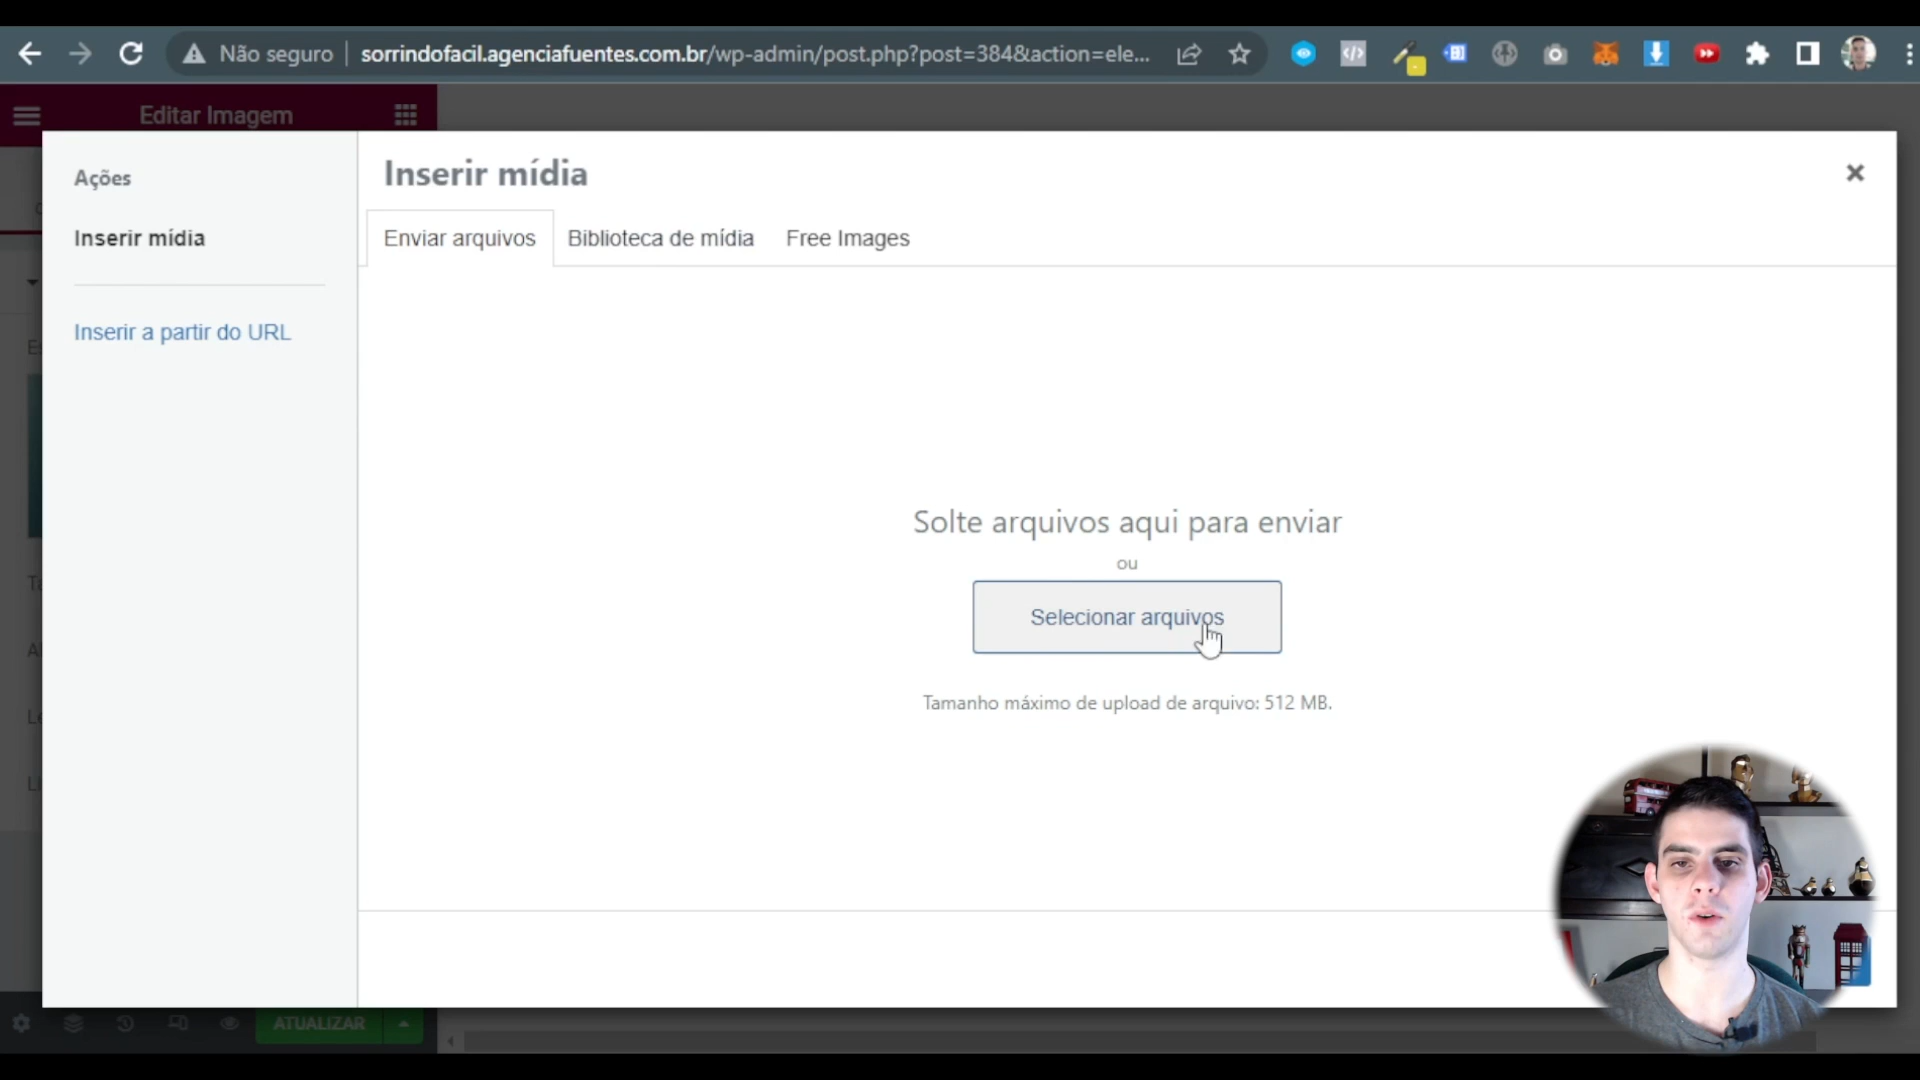 Não seguro
sorrindofacil.agenciafuentes.com.br/wp-admin/post.php?post=384&action=ele...
Editar Imagem
Ações
Inserir mídia
Inserir a partir do URL
Inserir mídia
Enviar arquivos
Biblioteca de mídia
Free Images
Solte arquivos aqui para enviar
ou
Selecionar arquivos
Tamanho máximo de upload de arquivo: 512 MB.
ATUALIZAR